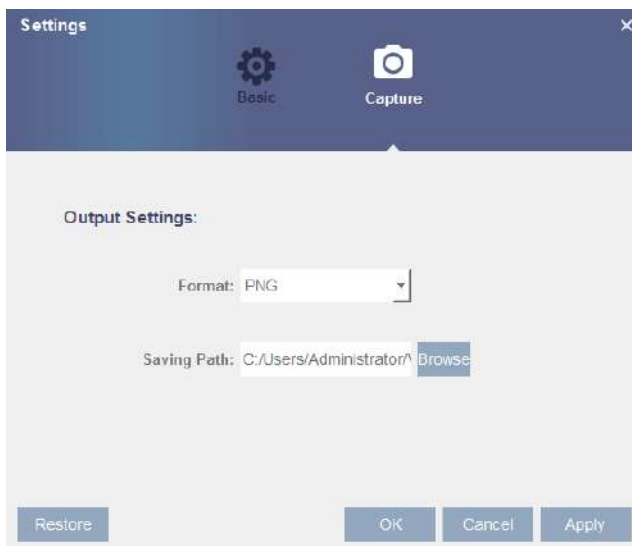 Settings
Basic
Capture
Output Settings:
Format: PNG
Saving Path: C:/Users/Administrator/ Browse
Restore OK Cancel Apply